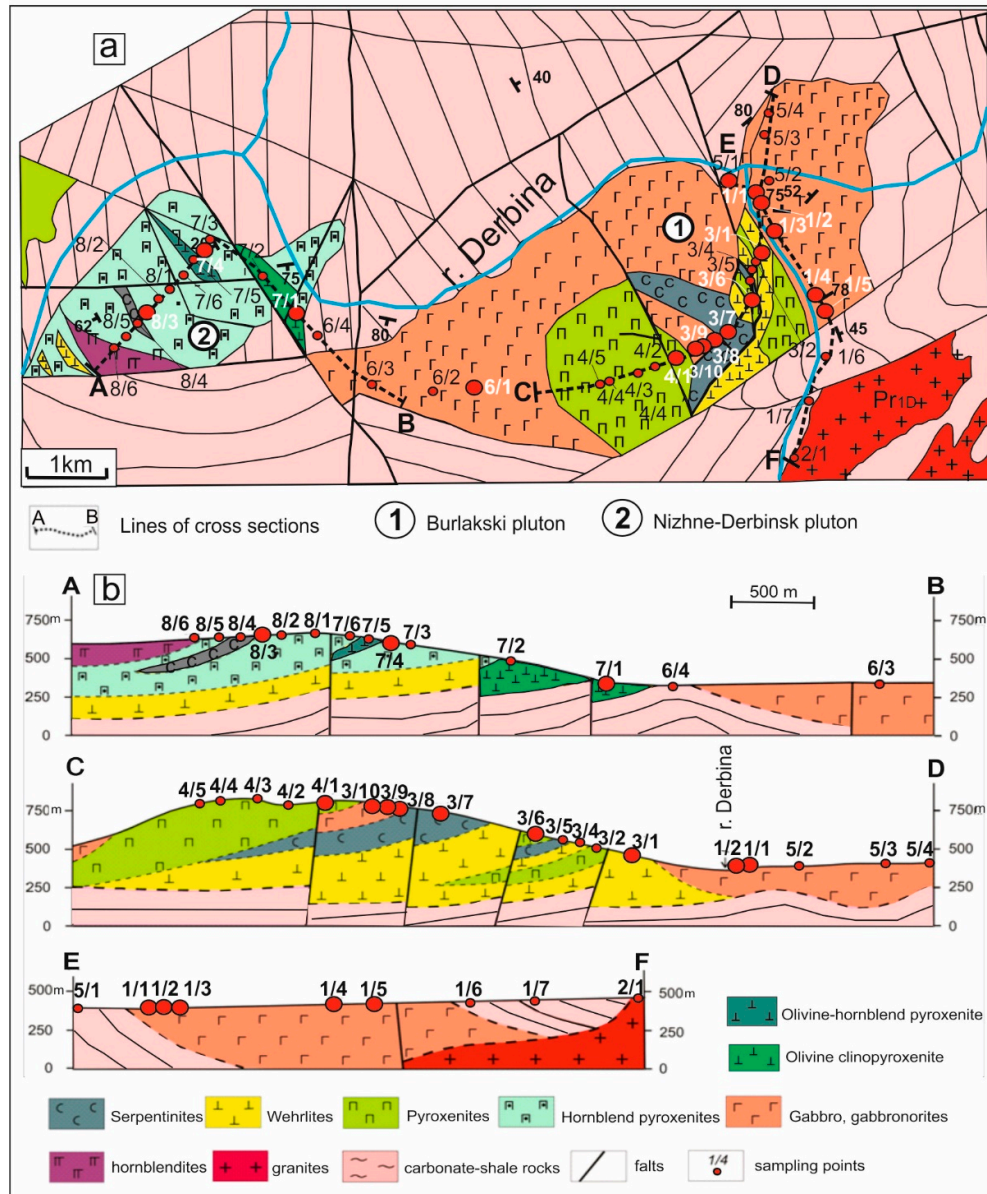 a
40
D
80
5/4
5/3
E
5/1
5/2
52
75
1/1
1/2
1/3
r. Derbina
1
3/1
3/4
3/5
3/6
1/4
1/5
78
45
8/2
7/3
20
7/2
7/4
75
8/1
7/6
7/5
7/1
62
8/5
8/3
2
6/4
80
3/7
3/9
3/8
3/10
3/2
1/6
A
8/6
8/4
6/3
6/2
6/1
B
C
4/5
4/2
4/1
4/3
4/4
4/4
1/7
Pr1D
F
2/1
1km
A B Lines of cross sections
1 Burlakski pluton
2 Nizhne-Derbinsk pluton
b
A B
500 m
750m
500
250
0
8/6 8/5 8/4 8/2 8/1 7/6 7/5 7/3
8/3 7/4
7/2
7/1 6/4 6/3
750m
500
250
0
C D
4/5 4/4 4/3 4/2 4/1 3/10 3/9 3/8 3/7
3/6 3/5 3/4 3/2 3/1
r. Derbina
1/2 1/1 5/2 5/3 5/4
750m
500
250
0
750m
500
250
0
E F
5/1 1/1 1/2 1/3 1/4 1/5 1/6 1/7 2/1
500m
250
0
500m
250
0
Olivine-hornblend pyroxenite
Olivine clinopyroxenite
Serpentinites
Wehrlites
Pyroxenites
Hornblend pyroxenites
Gabbro, gabbronorites
hornblendites
granites
carbonate-shale rocks
falts
1/4 sampling points